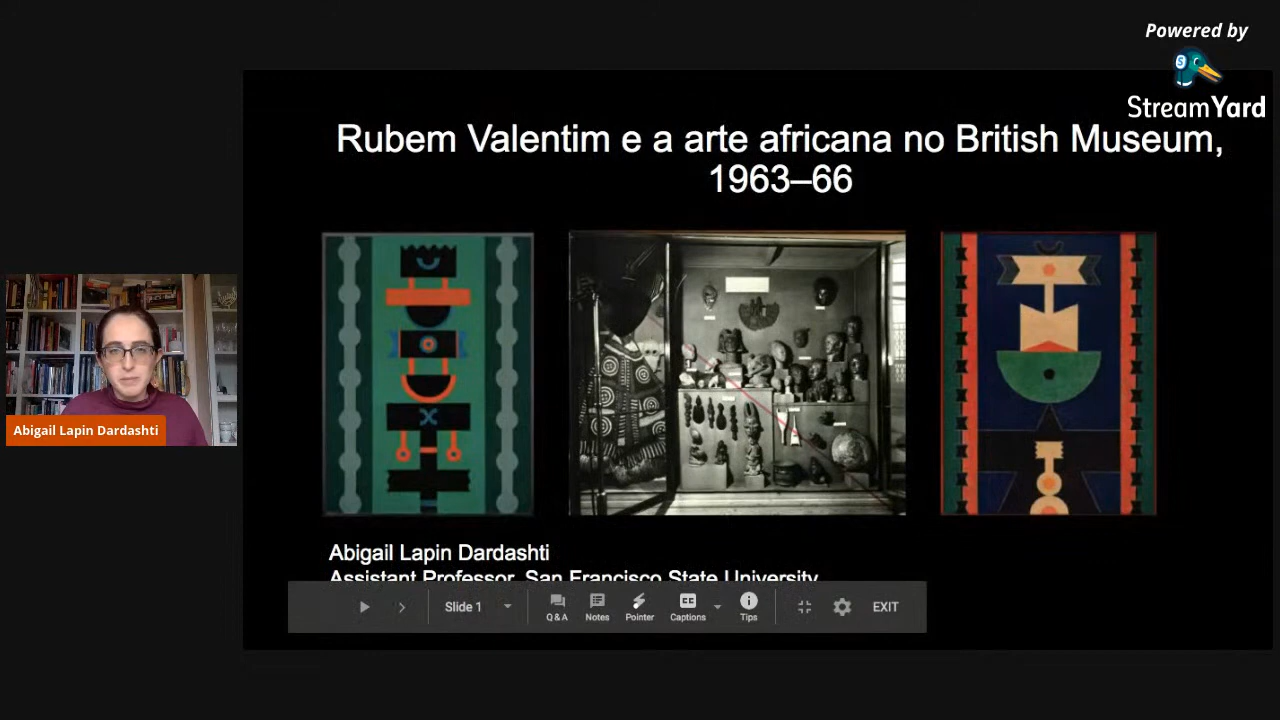 Powered by
StreamYard
Rubem Valentim e a arte africana no British Museum,
1963–66
Abigail Lapin Dardashti
Abigail Lapin Dardashti
Assistant Professor, San Francisco State University
Slide 1
Q&A
Notes
Pointer
Captions
Tips
EXIT